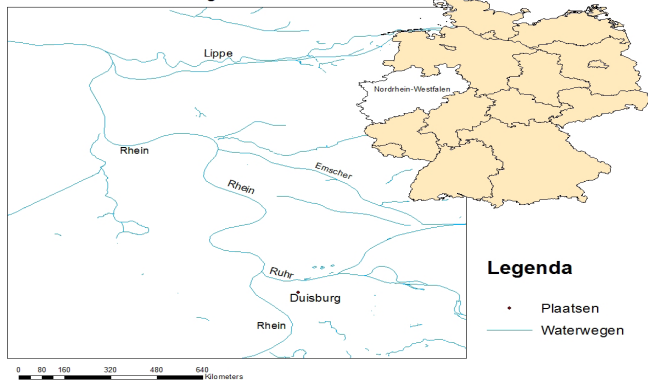 Lippe
Nordrhein-Westfalen
Rhein
Emscher
Rhein
Ruhr
Duisburg
Rhein
Legenda
Plaatsen
Waterwegen
0 80 160 320 480 640
Kilometers